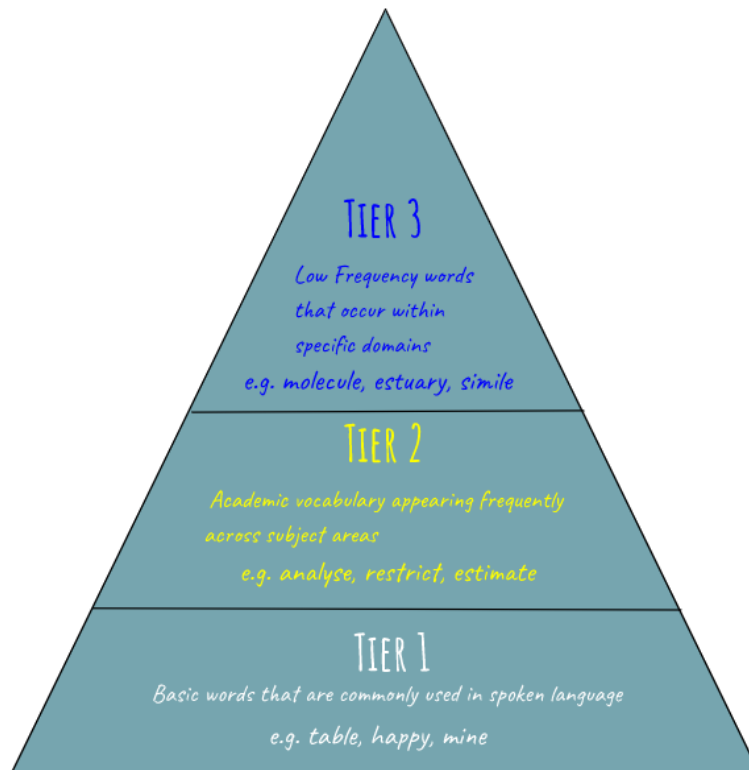 Tier 3
Low Frequency words
that occur within
specific domains
e.g. molecule, estuary, simile
Tier 2
Academic vocabulary appearing frequently
across subject areas
e.g. analyse, restrict, estimate
Tier 1
Basic words that are commonly used in spoken language
e.g. table, happy, mine